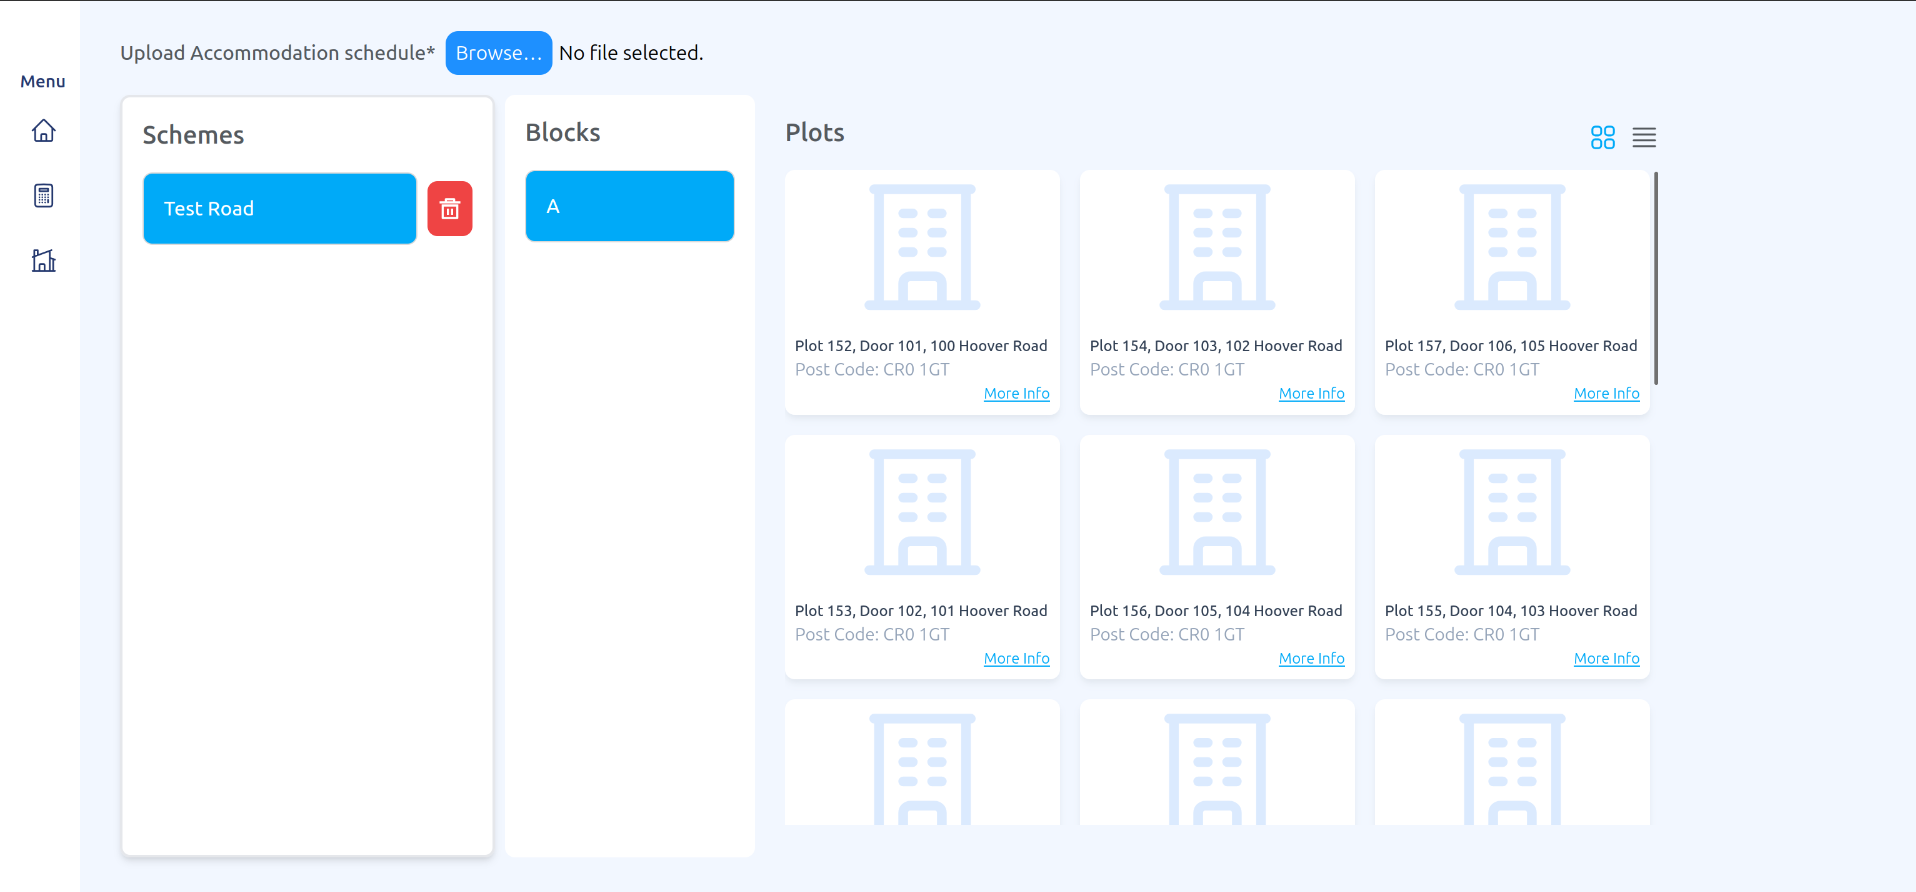 Upload Accommodation schedule* Browse... No file selected.
Menu
Schemes
Test Road
Blocks
A
Plots
Plot 152, Door 101, 100 Hoover Road
Post Code: CR0 1GT
More Info
Plot 154, Door 103, 102 Hoover Road
Post Code: CR0 1GT
More Info
Plot 157, Door 106, 105 Hoover Road
Post Code: CR0 1GT
More Info
Plot 153, Door 102, 101 Hoover Road
Post Code: CR0 1GT
More Info
Plot 156, Door 105, 104 Hoover Road
Post Code: CR0 1GT
More Info
Plot 155, Door 104, 103 Hoover Road
Post Code: CR0 1GT
More Info